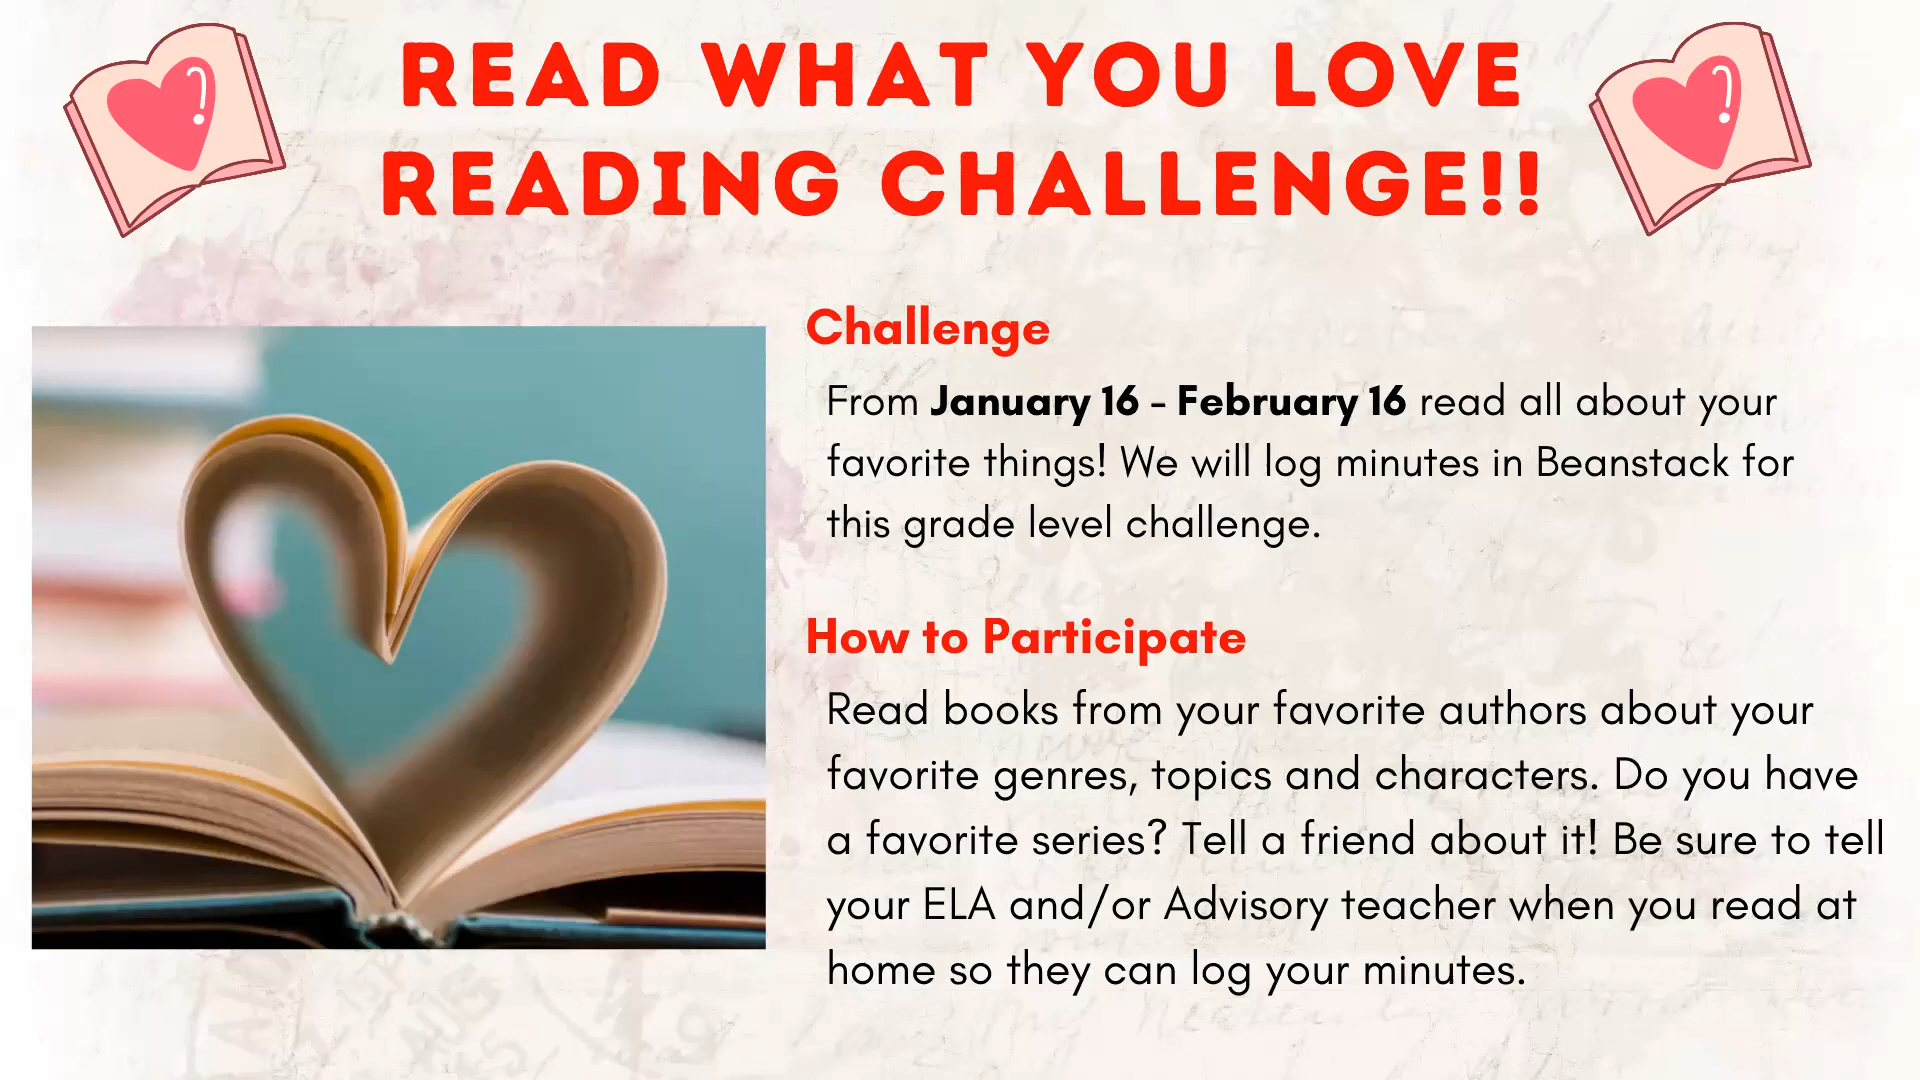 READ WHAT YOU LOVE
READING CHALLENGE!!
Challenge
From January 16 - February 16 read all about your
favorite things! We will log minutes in Beanstack for
this grade level challenge.
How to Participate
Read books from your favorite authors about your
favorite genres, topics and characters. Do you have
a favorite series? Tell a friend about it! Be sure to tell
your ELA and/or Advisory teacher when you read at
home so they can log your minutes.